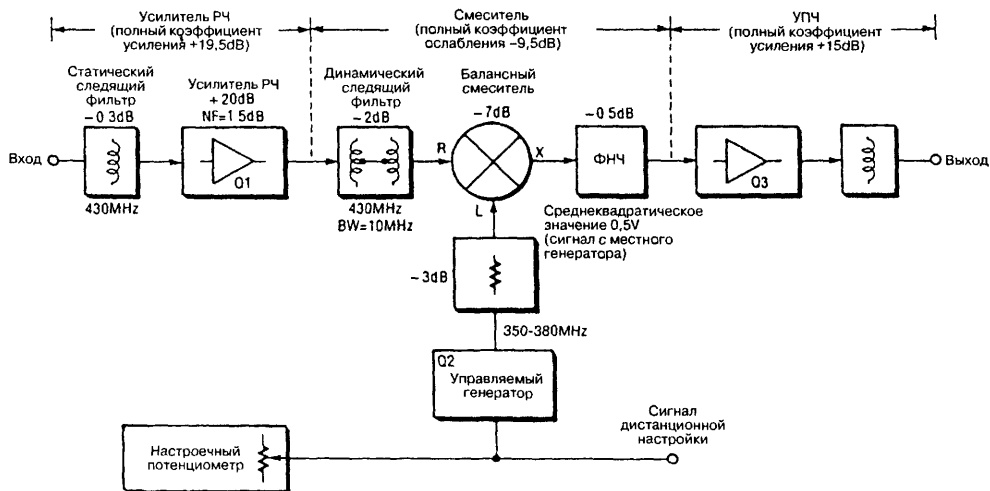 Усилитель РЧ
(полный коэффициент
усиления +19,5dB)
Смеситель
(полный коэффициент
ослабления –9,5dB)
УПЧ
(полный коэффициент
усиления +15dB)
Статический
следящий
фильтр
–0 3dB
Усилитель РЧ
+20dB
NF=1 5dB
Динамический
следящий
фильтр
–2dB
Балансный
смеситель
–7dB
–0 5dB
Вход
Q1
R
X
L
ФНЧ
Q3
Выход
430MHz
430MHz
BW=10MHz
Среднеквадратическое
значение 0,5V
(сигнал с местного
генератора)
–3dB
350-380MHz
Q2
Управляемый
генератор
Сигнал
дистанционной
настройки
Настроечный
потенциометр